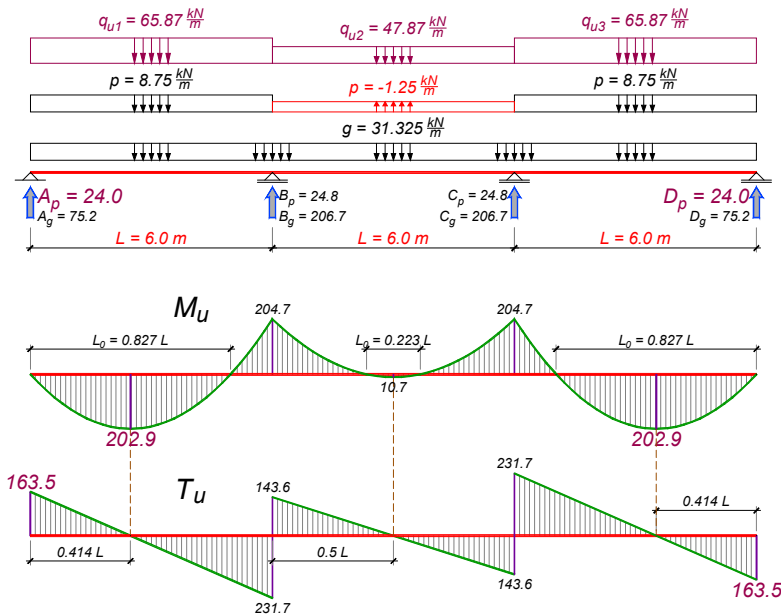 q_u1 = 65.87 kN/m q_u2 = 47.87 kN/m q_u3 = 65.87 kN/m
p = 8.75 kN/m p = -1.25 kN/m p = 8.75 kN/m
g = 31.325 kN/m
A_p = 24.0 B_p = 24.8 C_p = 24.8 D_p = 24.0
A_g = 75.2 B_g = 206.7 C_g = 206.7 D_g = 75.2
L = 6.0 m L = 6.0 m L = 6.0 m
M_u 204.7 204.7
L_0 = 0.827 L L_0 = 0.223 L L_0 = 0.827 L
10.7
202.9 202.9
163.5 T_u 143.6 231.7
0.414 L
0.414 L 0.5 L
231.7 143.6 163.5